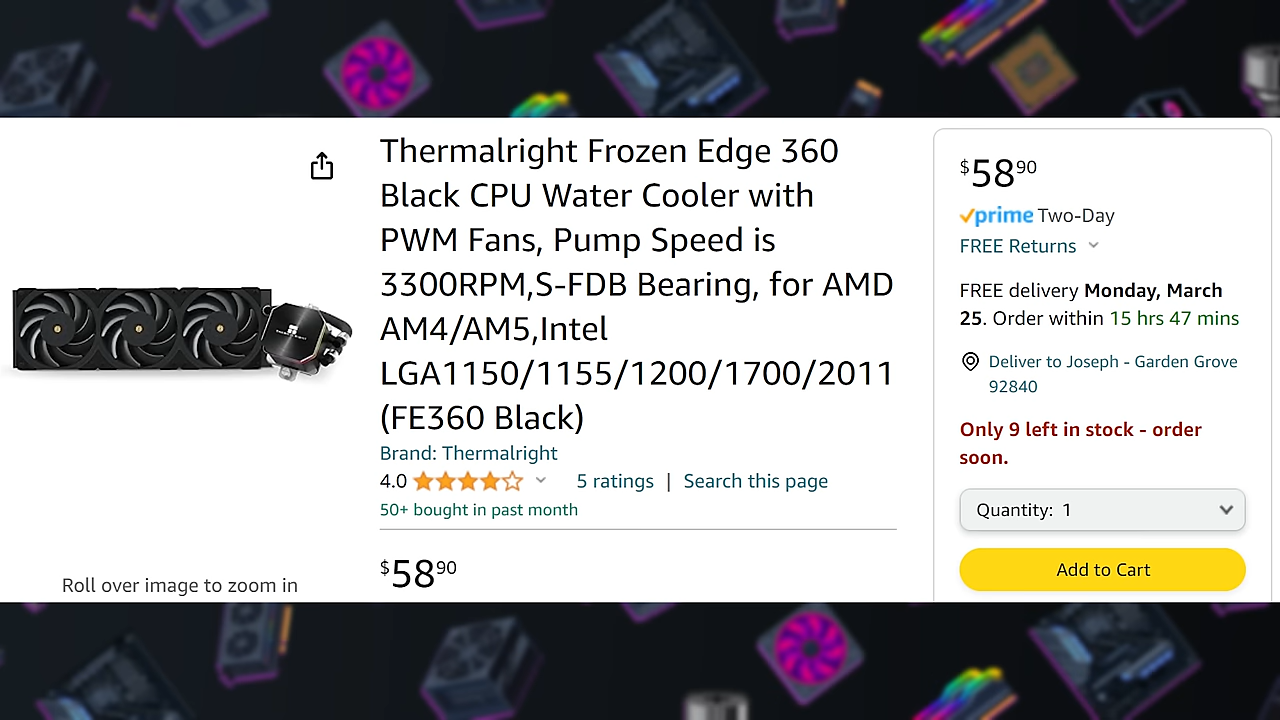 Thermalright Frozen Edge 360
Black CPU Water Cooler with
PWM Fans, Pump Speed is
3300RPM,S-FDB Bearing, for AMD
AM4/AM5,Intel
LGA1150/1155/1200/1700/2011
(FE360 Black)
Brand: Thermalright
4.0 5 ratings | Search this page
50+ bought in past month
$58.90
Roll over image to zoom in
$58.90
prime Two-Day
FREE Returns
FREE delivery Monday, March
25. Order within 15 hrs 47 mins
Deliver to Joseph - Garden Grove
92840
Only 9 left in stock - order
soon.
Quantity: 1
Add to Cart